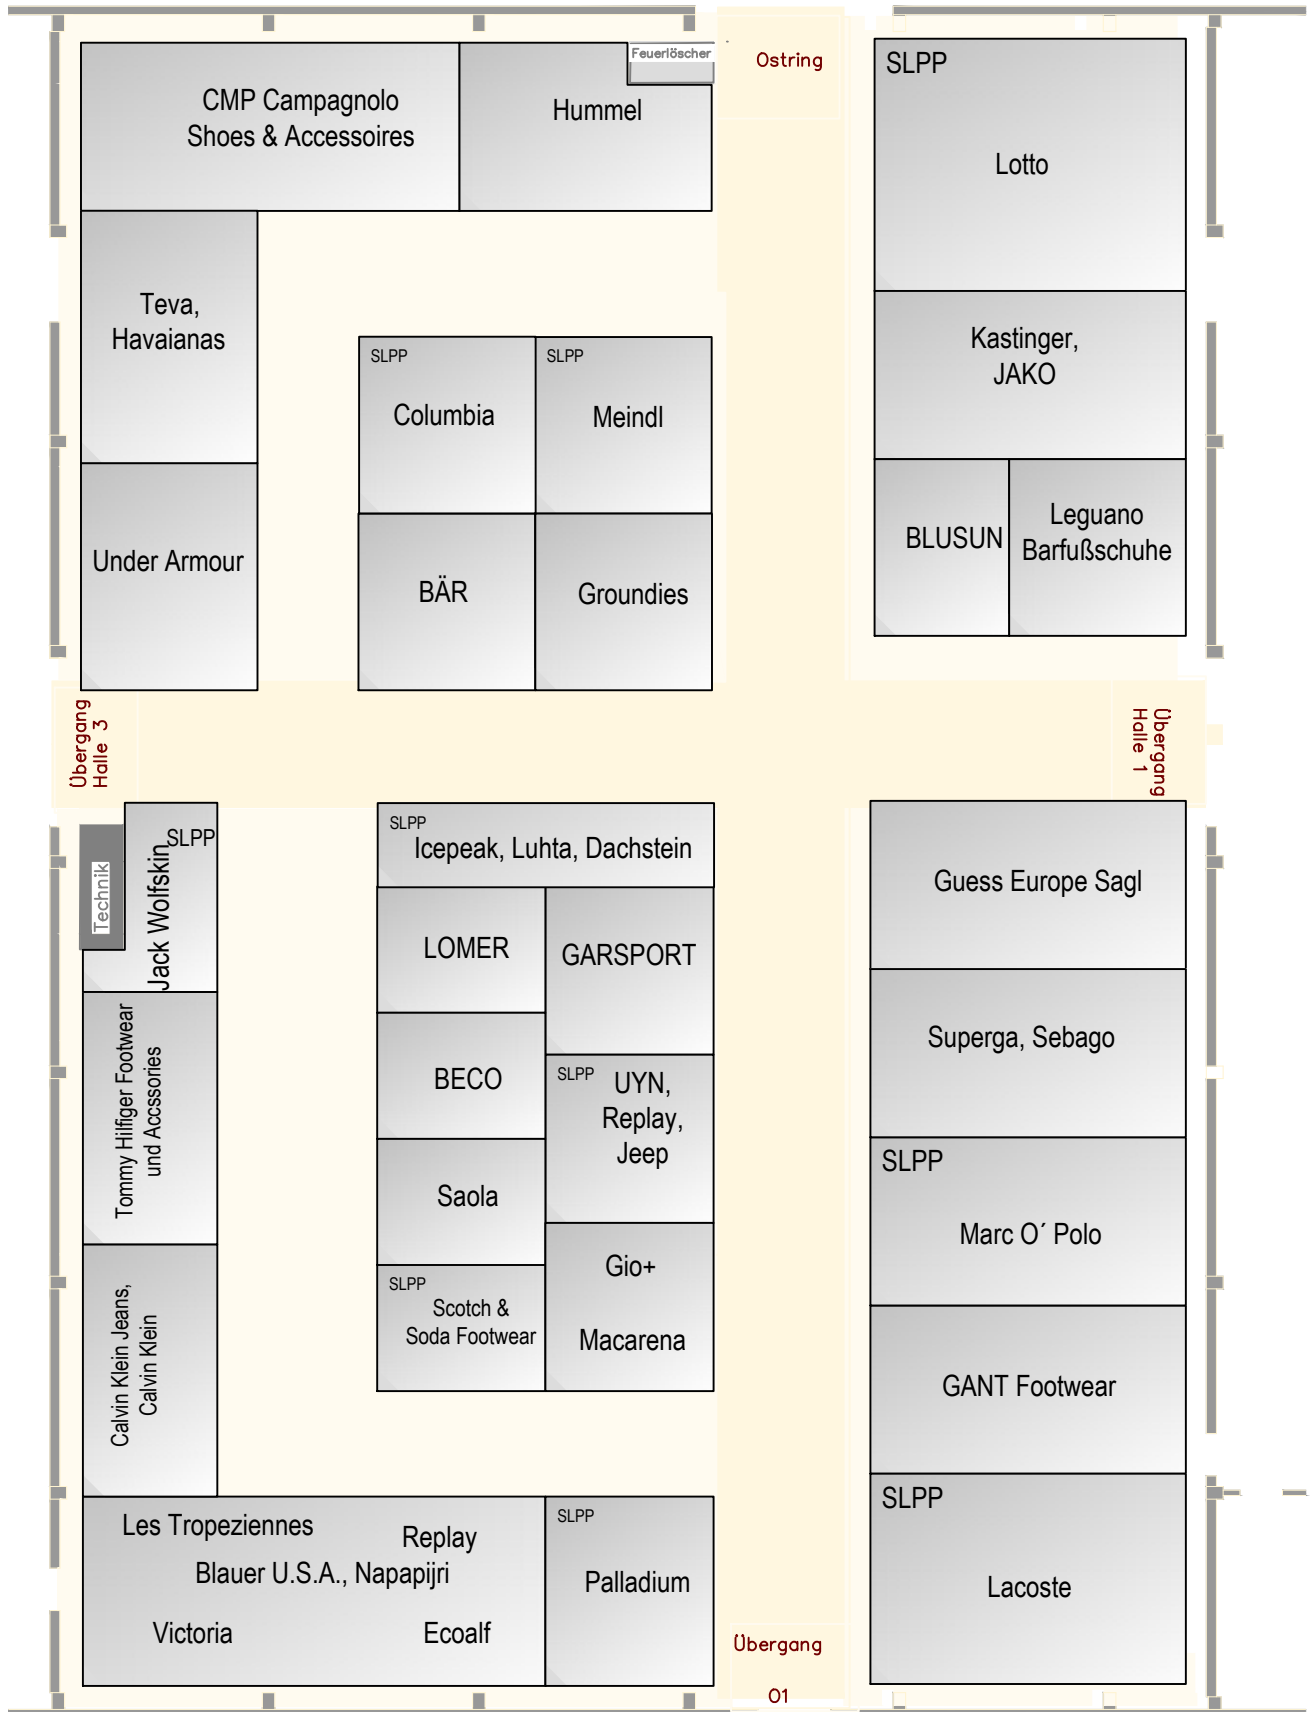 Feuerlöscher
Ostring
SLPP
CMP Campagnolo
Shoes & Accessoires
Hummel
Lotto
Teva,
Havaianas
SLPP
SLPP
Columbia
Meindl
Kastinger,
JAKO
Under Armour
BÄR
Groundies
BLUSUN
Leguano
Barfußschuhe
Übergang
Halle 3
Übergang
Halle 1
Technik
SLPP
Jack Wolfskin
SLPP
Icepeak, Luhta, Dachstein
Guess Europe Sagl
LOMER
GARSPORT
Superga, Sebago
Tommy Hilfiger Footwear
und Accssories
BECO
SLPP
UYN,
Replay,
Jeep
SLPP
Marc O´ Polo
Saola
Gio+
Macarena
SLPP
Scotch &
Soda Footwear
Calvin Klein Jeans,
Calvin Klein
GANT Footwear
Les Tropeziennes
Replay
Blauer U.S.A., Napapijri
Victoria
Ecoalf
SLPP
Palladium
SLPP
Lacoste
Übergang
O1